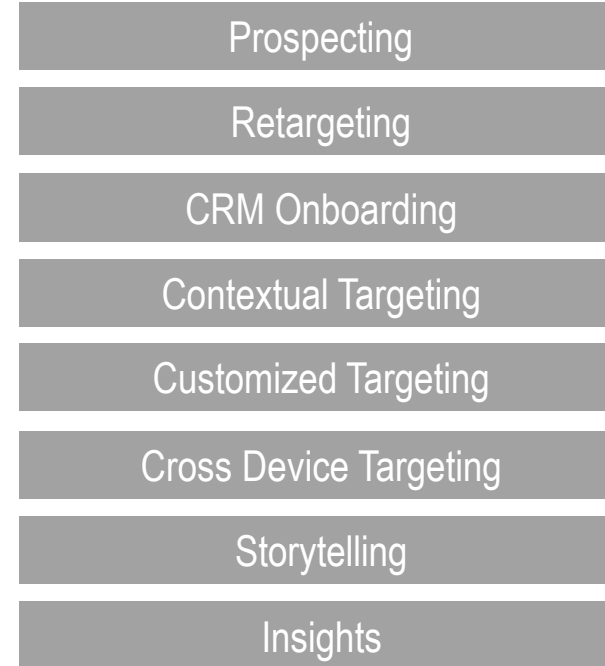 Prospecting
Retargeting
CRM Onboarding
Contextual Targeting
Customized Targeting
Cross Device Targeting
Storytelling
Insights